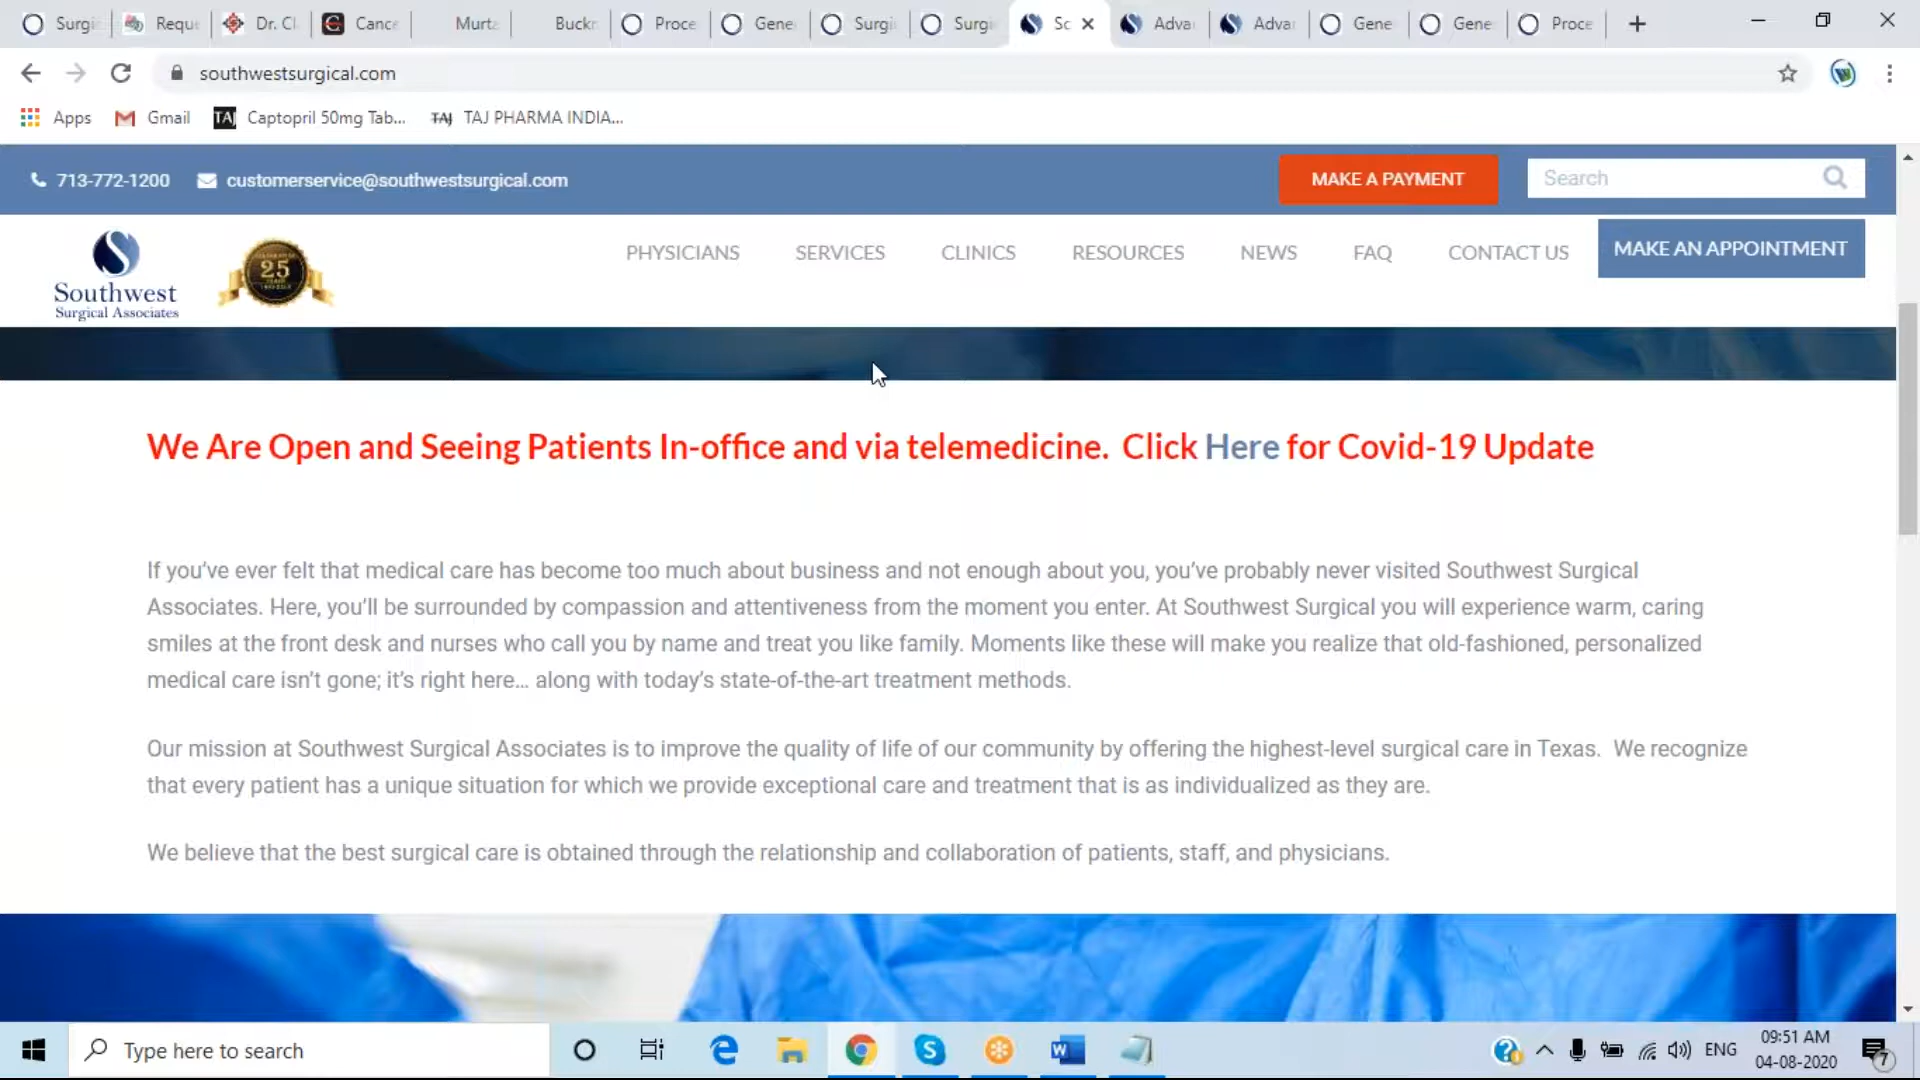 Surgi
Reque
Dr. Cl
Cance
Murta
Buckn
Proce
Gene
Surgi
Surgi
So
Advan
Advan
Gene
Gene
Proce
southwestsurgical.com
Apps
Gmail
TAJ
Captopril 50mg Tab...
TAJ
TAJ PHARMA INDIA...
713-772-1200
customerservice@southwestsurgical.com
MAKE A PAYMENT
Search
Southwest
Surgical Associates
25
PHYSICIANS
SERVICES
CLINICS
RESOURCES
NEWS
FAQ
CONTACT US
MAKE AN APPOINTMENT
We Are Open and Seeing Patients In-office and via telemedicine. Click Here for Covid-19 Update
If you've ever felt that medical care has become too much about business and not enough about you, you've probably never visited Southwest Surgical
Associates. Here, you'll be surrounded by compassion and attentiveness from the moment you enter. At Southwest Surgical you will experience warm, caring
smiles at the front desk and nurses who call you by name and treat you like family. Moments like these will make you realize that old-fashioned, personalized
medical care isn't gone; it's right here... along with today's state-of-the-art treatment methods.
Our mission at Southwest Surgical Associates is to improve the quality of life of our community by offering the highest-level surgical care in Texas. We recognize
that every patient has a unique situation for which we provide exceptional care and treatment that is as individualized as they are.
We believe that the best surgical care is obtained through the relationship and collaboration of patients, staff, and physicians.
Type here to search
ENG
09:51 AM
04-08-2020
7